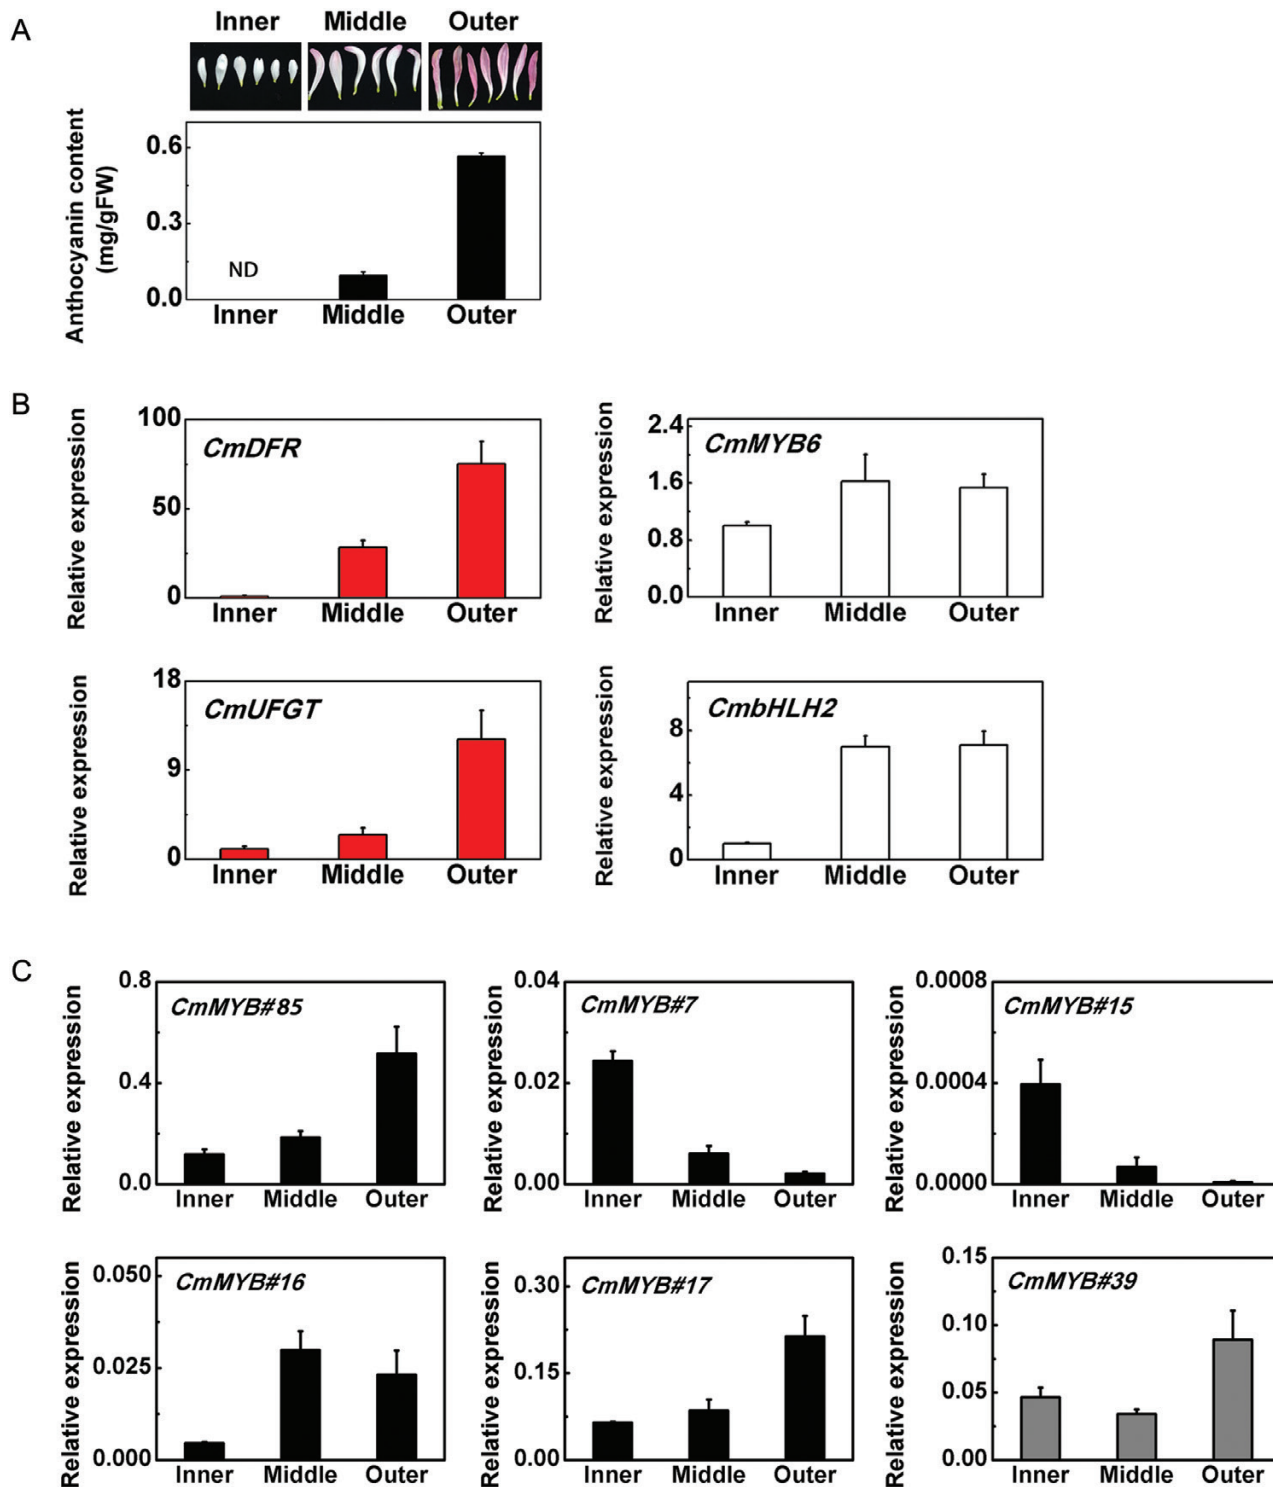 A
Inner Middle Outer
Anthocyanin content
(mg/gFW)
0.6
0.3
0.0
ND
Inner Middle Outer
B
Relative expression
100
50
0
CmDFR
Inner Middle Outer
Relative expression
2.4
1.6
0.8
0.0
CmMYB6
Inner Middle Outer
Relative expression
18
9
0
CmUFGT
Inner Middle Outer
Relative expression
8
4
0
CmbHLH2
Inner Middle Outer
C
Relative expression
0.8
0.4
0.0
CmMYB#85
Inner Middle Outer
Relative expression
0.04
0.02
0.00
CmMYB#7
Inner Middle Outer
Relative expression
0.0008
0.0004
0.0000
CmMYB#15
Inner Middle Outer
Relative expression
0.050
0.025
0.000
CmMYB#16
Inner Middle Outer
Relative expression
0.30
0.15
0.00
CmMYB#17
Inner Middle Outer
Relative expression
0.15
0.10
0.05
0.00
CmMYB#39
Inner Middle Outer